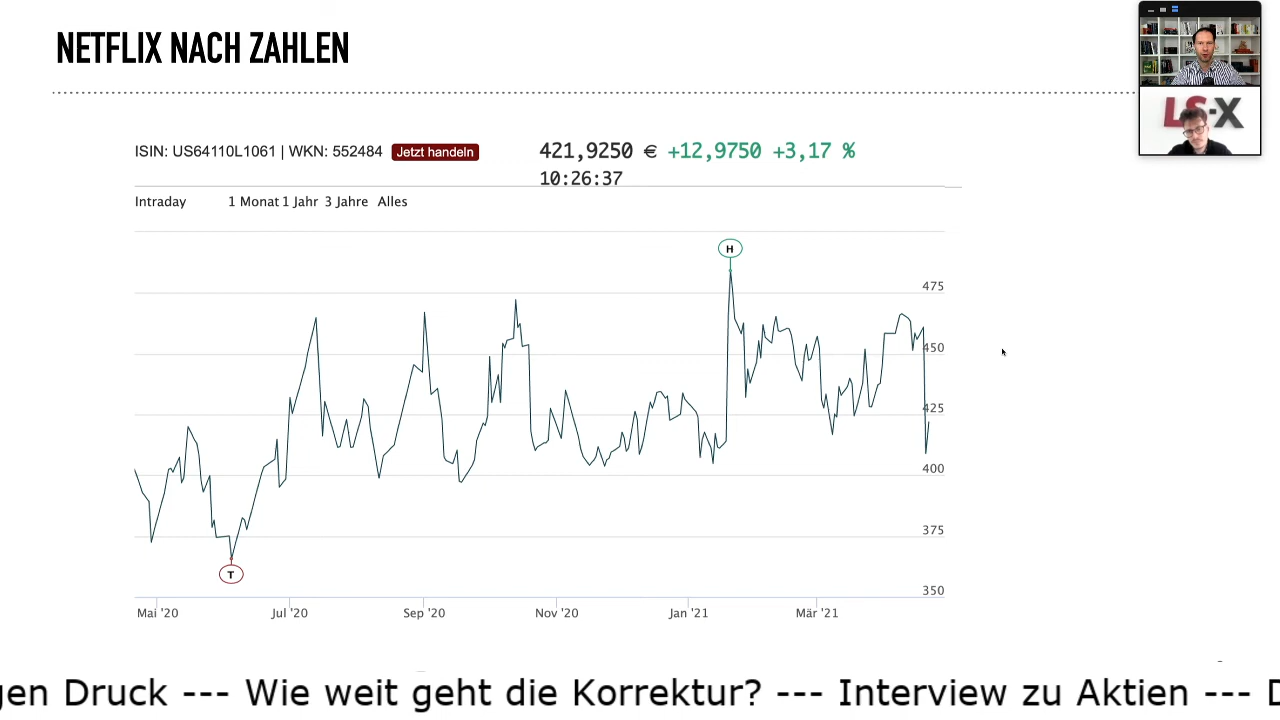 NETFLIX NACH ZAHLEN
LS-X
ISIN: US64110L1061 | WKN: 552484 Jetzt handeln
421,9250 € +12,9750 +3,17 %
10:26:37
Intraday 1 Monat 1 Jahr 3 Jahre Alles
H
475
450
425
400
375
T
350
Mai '20 Jul '20 Sep '20 Nov '20 Jan '21 Mär '21
gen Druck --- Wie weit geht die Korrektur? --- Interview zu Aktien --- D